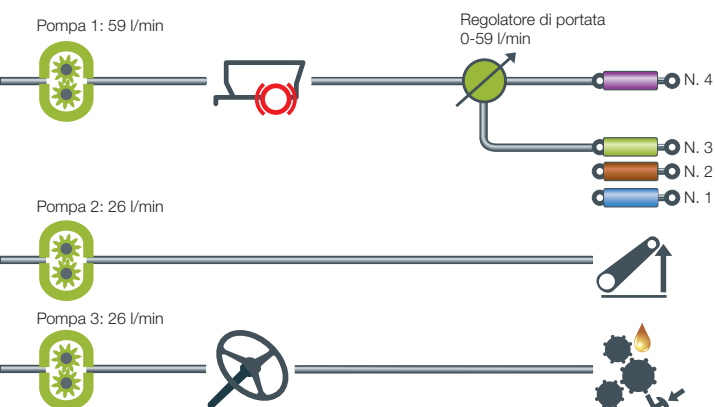 Pompa 1: 59 l/min
Regolatore di portata
0-59 l/min
N. 4
N. 3
N. 2
N. 1
Pompa 2: 26 l/min
Pompa 3: 26 l/min